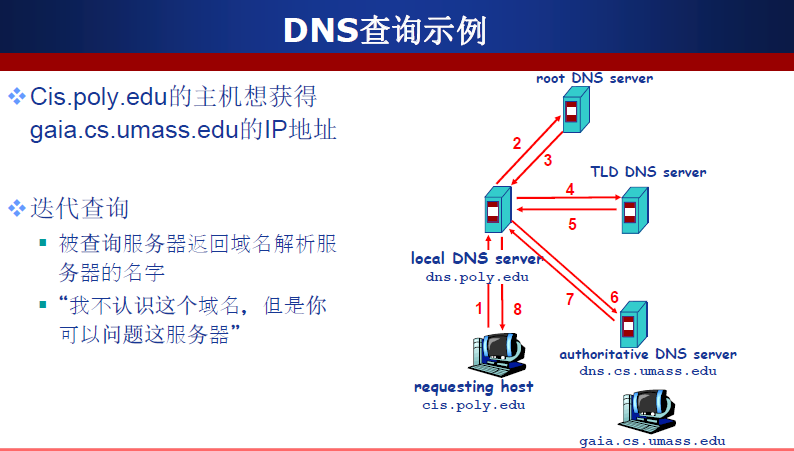 DNS查询示例
Cis.poly.edu的主机想获得
gaia.cs.umass.edu的IP地址
迭代查询
被查询服务器返回域名解析服
务器的名字
“我不认识这个域名，但是你
可以问题这服务器”
root DNS server
2
3
TLD DNS server
4
5
local DNS server
dns.poly.edu
6
7
1
8
authoritative DNS server
dns.cs.umass.edu
requesting host
cis.poly.edu
gaia.cs.umass.edu